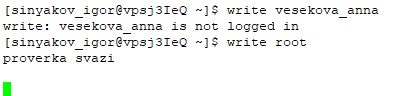 [sinyakov_igor@vpsj3IeQ ~]$ write vesekova_anna
write: vesekova_anna is not logged in
[sinyakov_igor@vpsj3IeQ ~]$ write root
proverka svazi